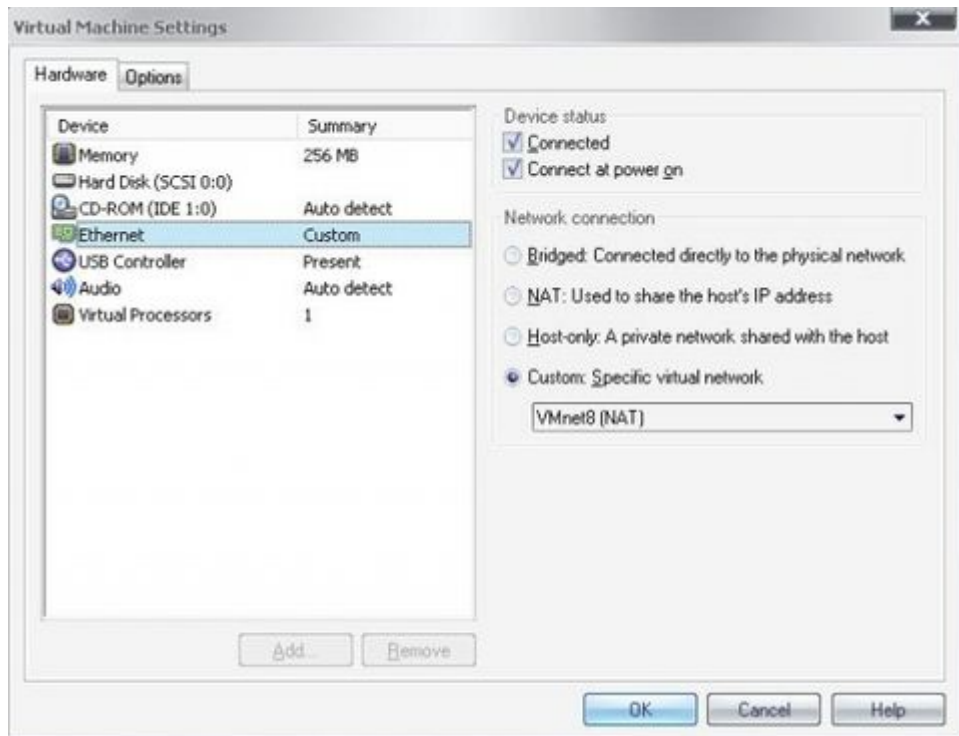 Virtual Machine Settings
Hardware Options
Device Summary
Memory 256 MB
Hard Disk (SCSI 0:0)
CD-ROM (IDE 1:0) Auto detect
Ethernet Custom
USB Controller Present
Audio Auto detect
Virtual Processors 1
Add... Remove
Device status
Connected
Connect at power on
Network connection
Bridged: Connected directly to the physical network
NAT: Used to share the host's IP address
Host-only: A private network shared with the host
Custom: Specific virtual network
VMnet8 (NAT)
OK Cancel Help